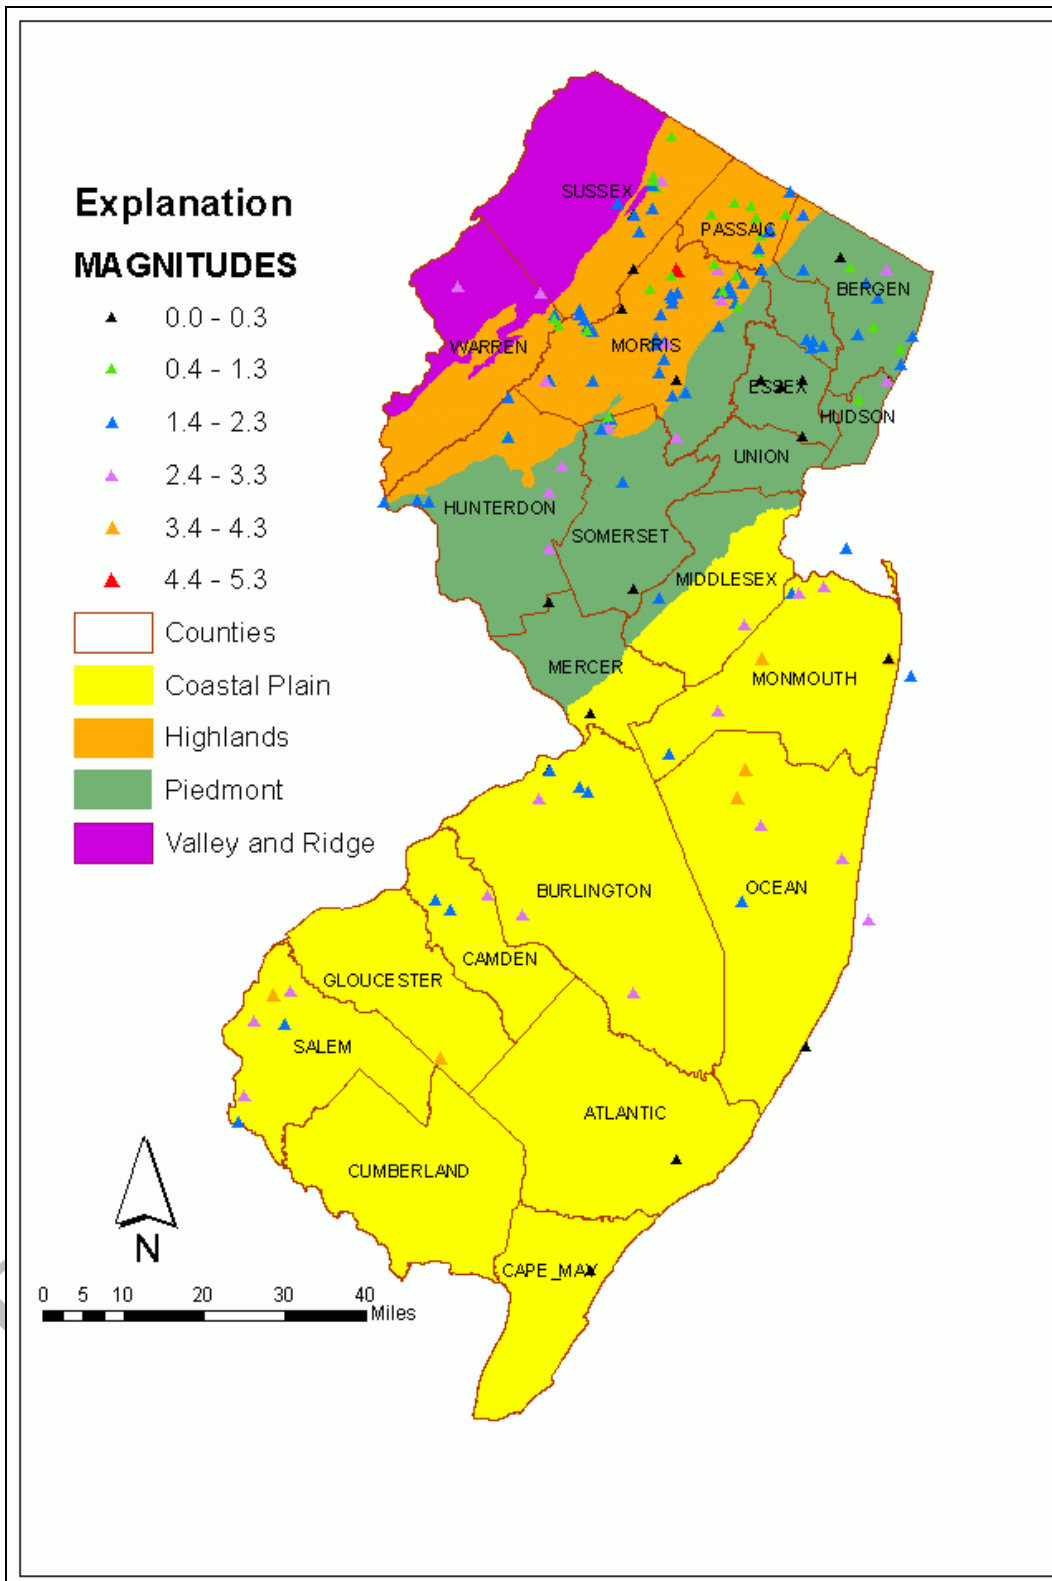 Explanation
MAGNITUDES
0.0 - 0.3
0.4 - 1.3
1.4 - 2.3
2.4 - 3.3
3.4 - 4.3
4.4 - 5.3
Counties
Coastal Plain
Highlands
Piedmont
Valley and Ridge
SUSSEX
PASSAIC
BERGEN
WARREN
MORRIS
ESSEX
HUDSON
UNION
HUNTERDON
SOMERSET
MIDDLESEX
MERCER
MONMOUTH
OCEAN
BURLINGTON
CAMDEN
GLOUCESTER
SALEM
ATLANTIC
CUMBERLAND
CAPE_MAY
N
0 5 10 20 30 40
Miles